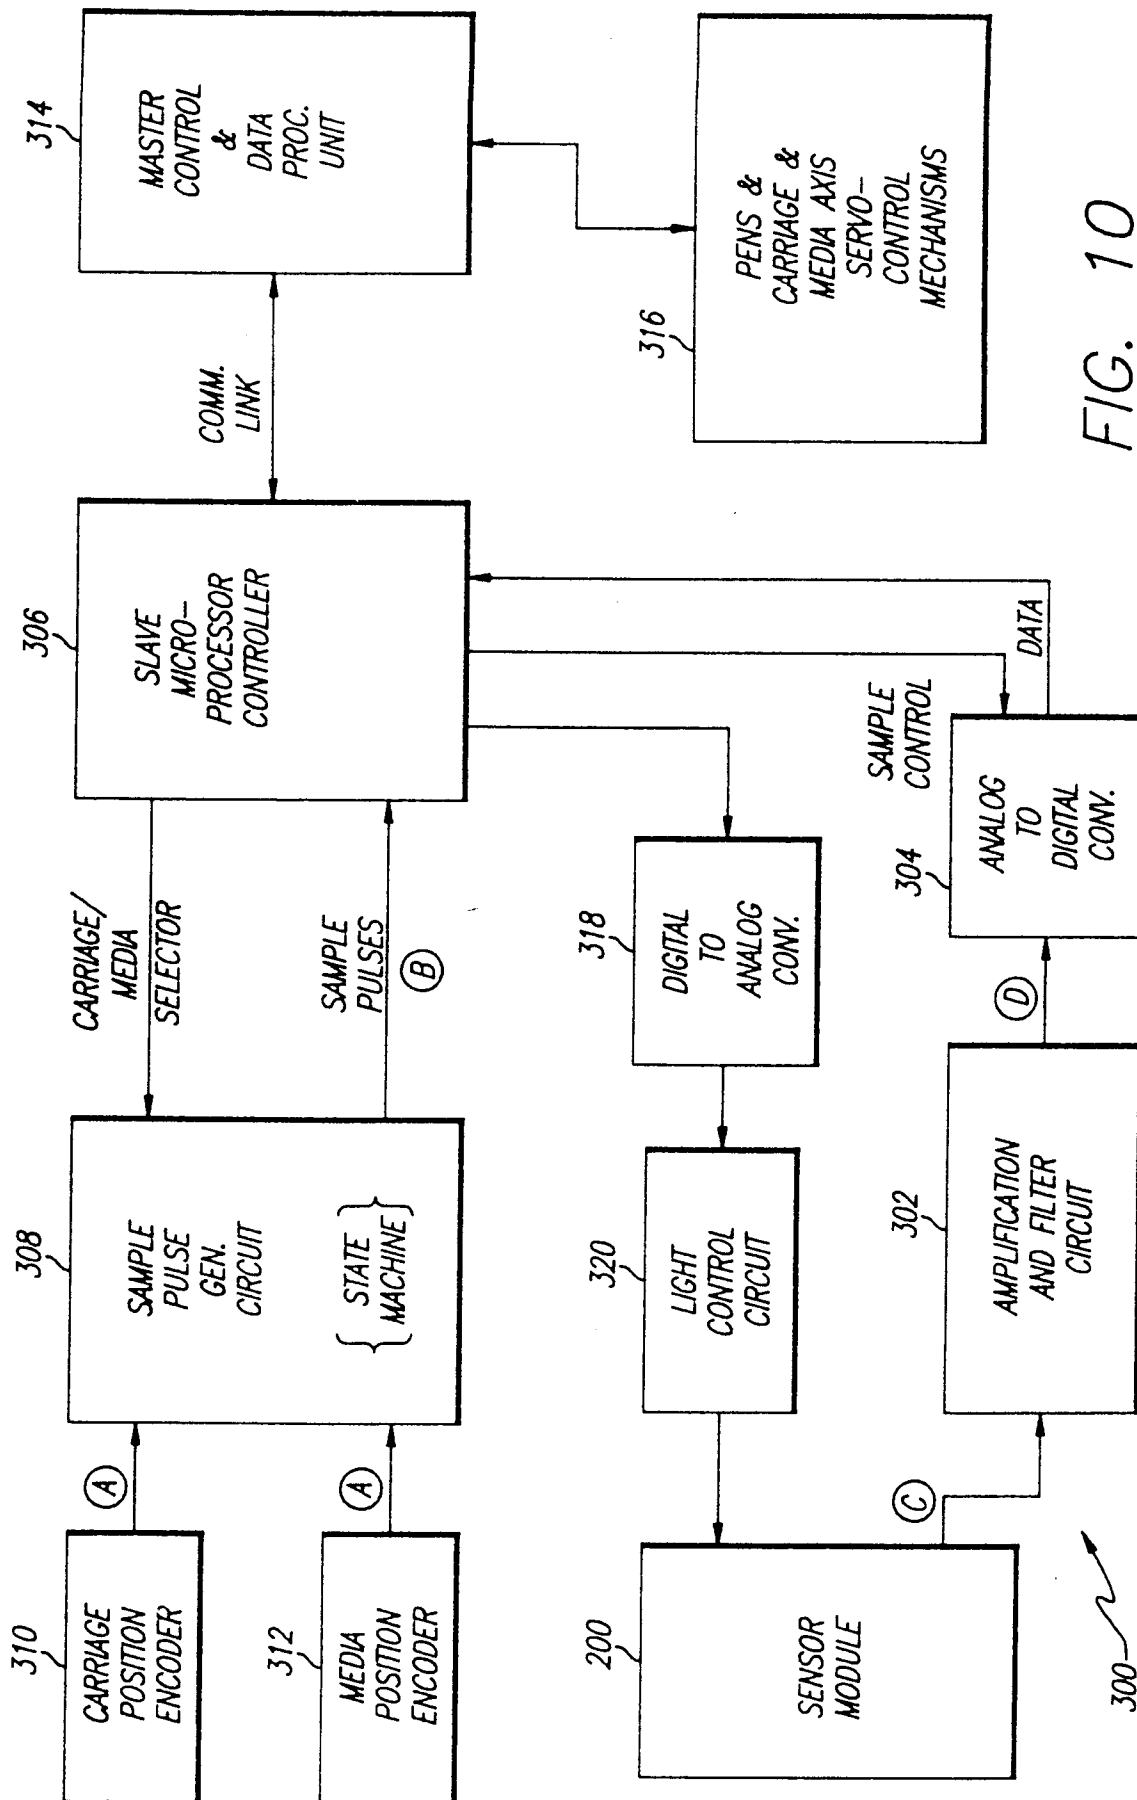 310
CARRIAGE
POSITION
ENCODER
A
308
SAMPLE
PULSE
GEN.
CIRCUIT
{STATE
MACHINE}
CARRIAGE/
MEDIA
SELECTOR
SAMPLE
PULSES
B
306
SLAVE
MICRO-
PROCESSOR
CONTROLLER
COMM.
LINK
314
MASTER
CONTROL
&
DATA
PROC.
UNIT
312
MEDIA
POSITION
ENCODER
A
316
PENS &
CARRIAGE &
MEDIA AXIS
SERVO-
CONTROL
MECHANISMS
200
SENSOR
MODULE
320
LIGHT
CONTROL
CIRCUIT
318
DIGITAL
TO
ANALOG
CONV.
C
302
AMPLIFICATION
AND FILTER
CIRCUIT
D
304
ANALOG
TO
DIGITAL
CONV.
SAMPLE
CONTROL
DATA
300
FIG. 10